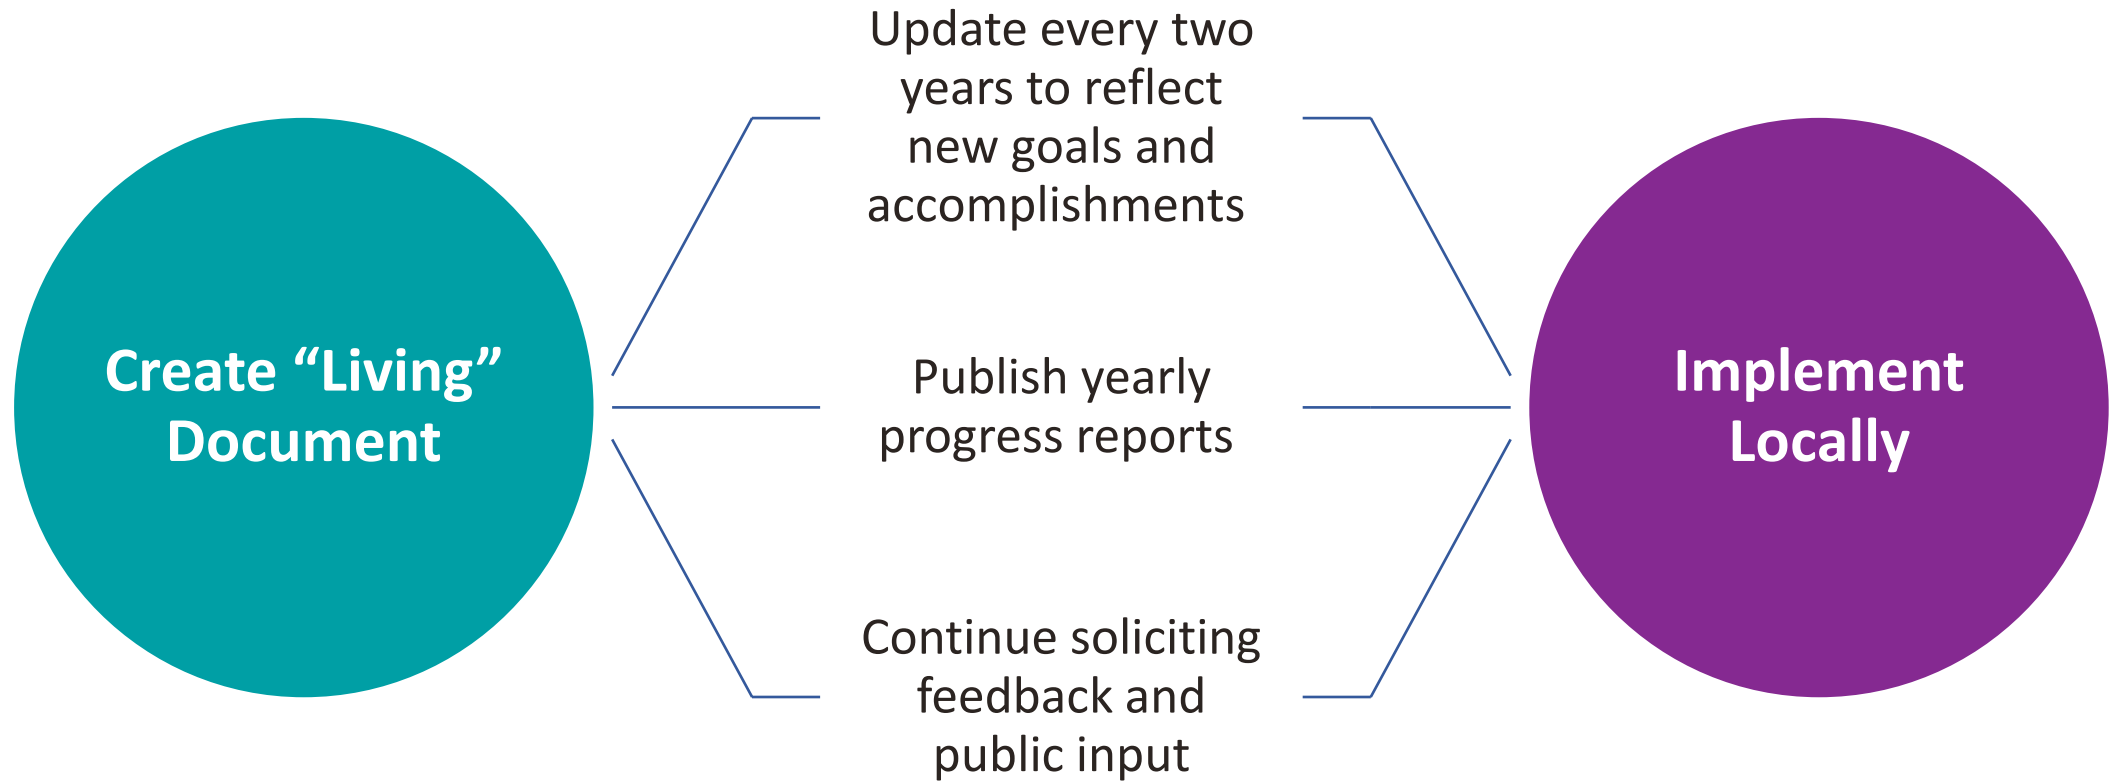 Create “Living”
Document
Update every two
years to reflect
new goals and
accomplishments
Publish yearly
progress reports
Continue soliciting
feedback and
public input
Implement
Locally